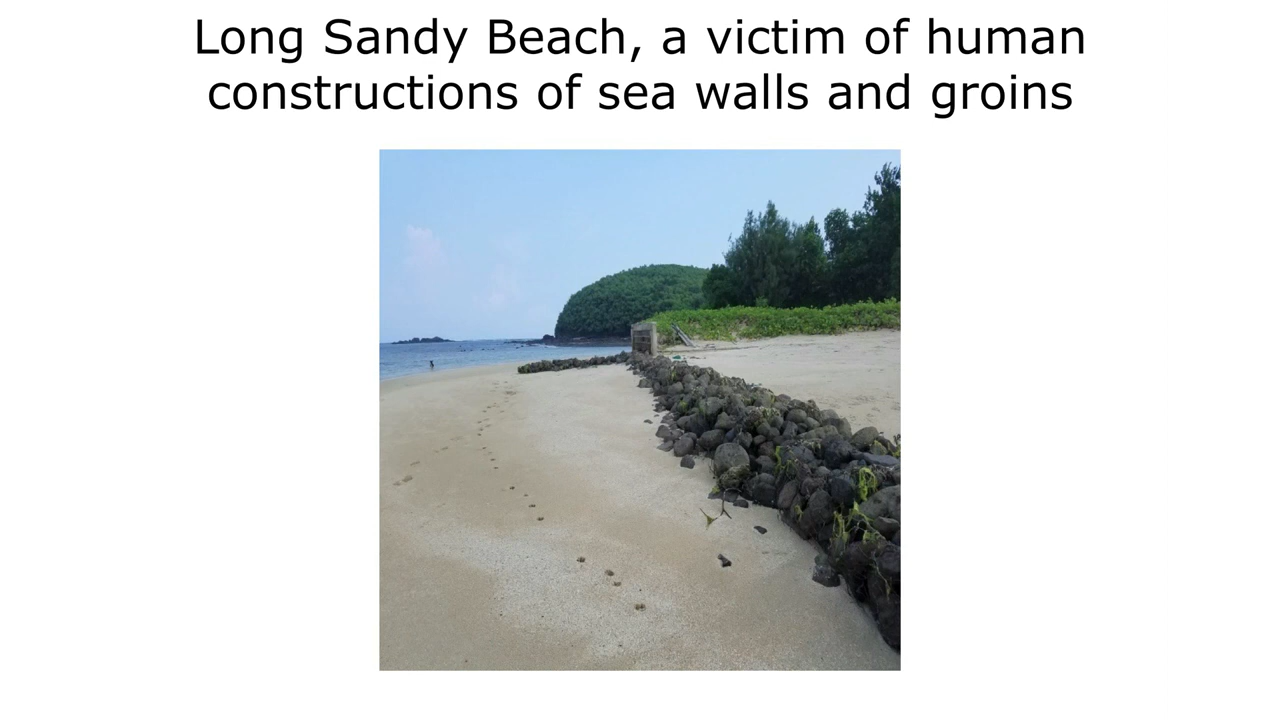 Long Sandy Beach, a victim of human
constructions of sea walls and groins